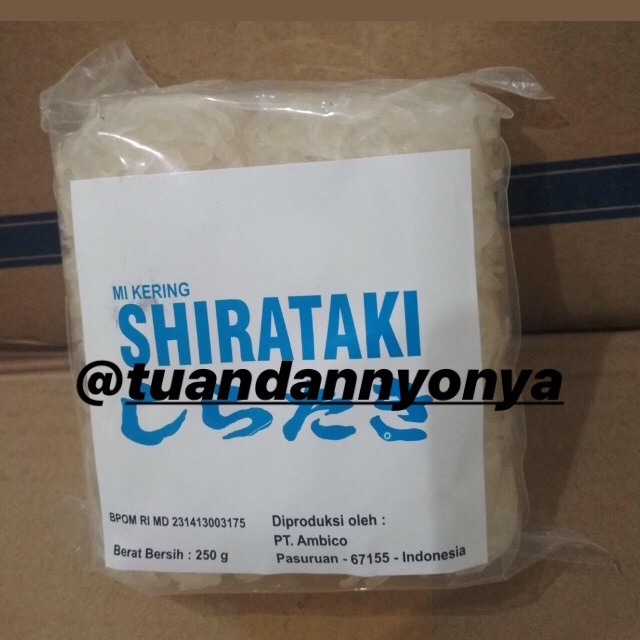 MI KERING
SHIRATAKI
@tuandannyonya
しらたき
BPOM RI MD 231413003175
Berat Bersih : 250 g
Diproduksi oleh :
PT. Ambico
Pasuruan - 67155 - Indonesia